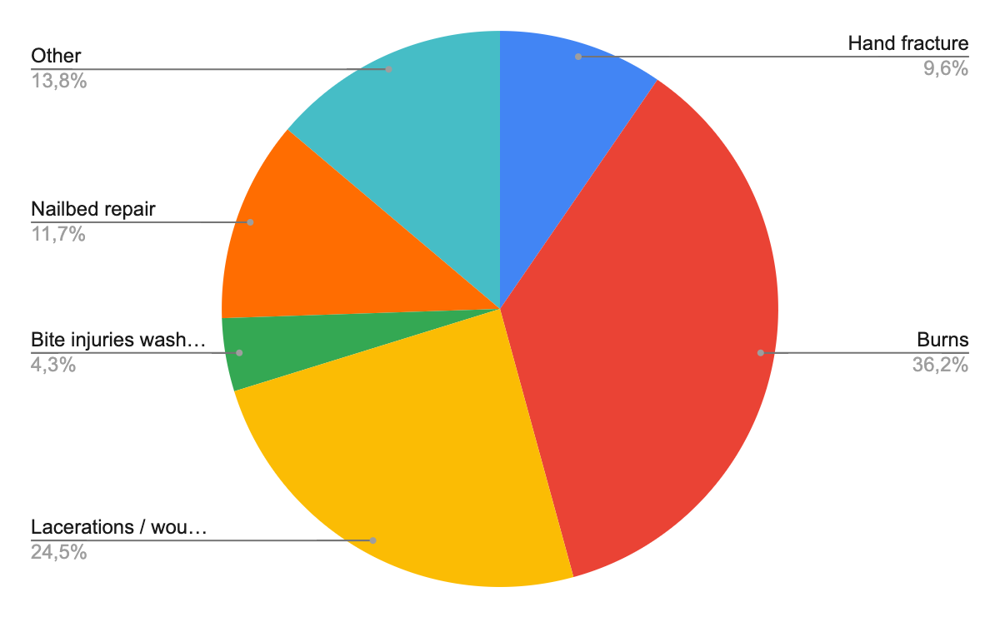 Other
13,8%
Hand fracture
9,6%
Nailbed repair
11,7%
Bite injuries wash…
4,3%
Burns
36,2%
Lacerations / wou…
24,5%